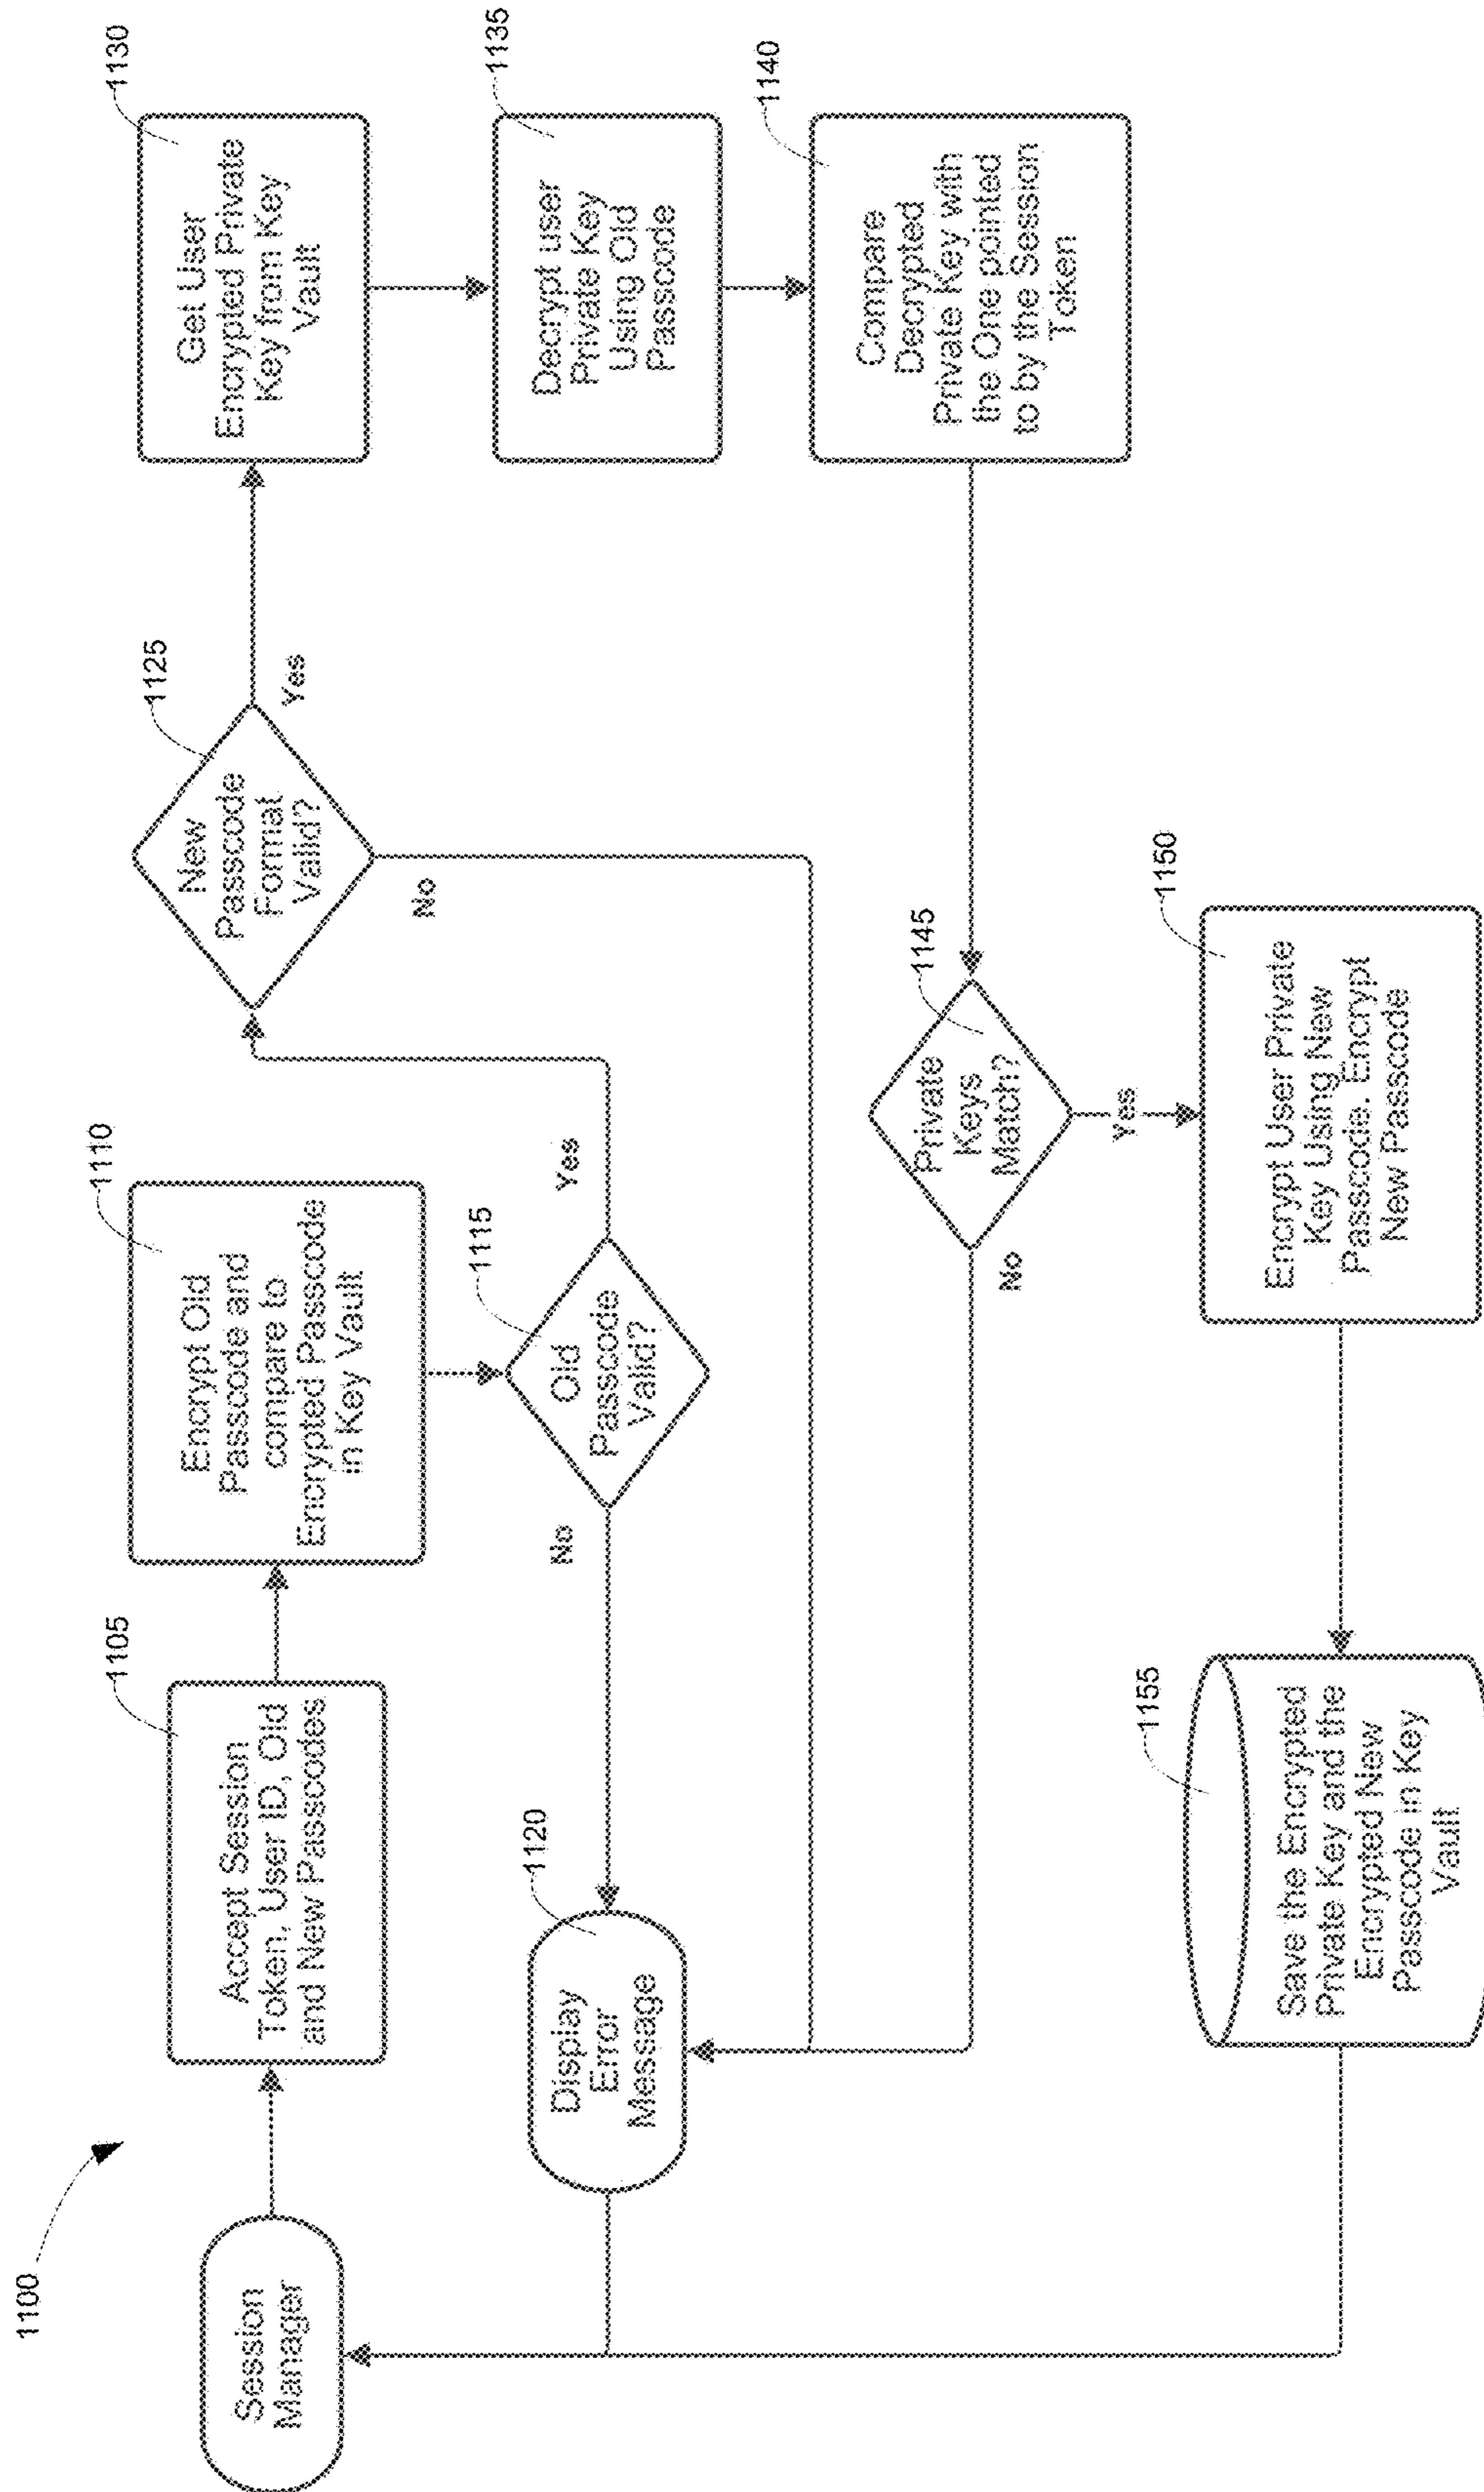 1100
Session
Manager
1105
Accept Session
Token, User ID, Old
and New Passcodes
1110
Encrypt Old
Passcode and
compare to
Encrypted Passcode
in Key Vault
1115
Old
Passcode
Valid?
No
Yes
1120
Display
Error
Message
1125
New
Passcode
Format
Valid?
No
Yes
1130
Get User
Encrypted Private
Key from Key
Vault
1135
Decrypt user
Private Key
Using Old
Passcode
1140
Compare
Decrypted
Private Key with
the One pointed
to by the Session
Token
1145
Private
Keys
Match?
No
Yes
1150
Encrypt User Private
Key Using New
Passcode. Encrypt
New Passcode
1155
Save the Encrypted
Private Key and the
Encrypted New
Passcode in Key
Vault